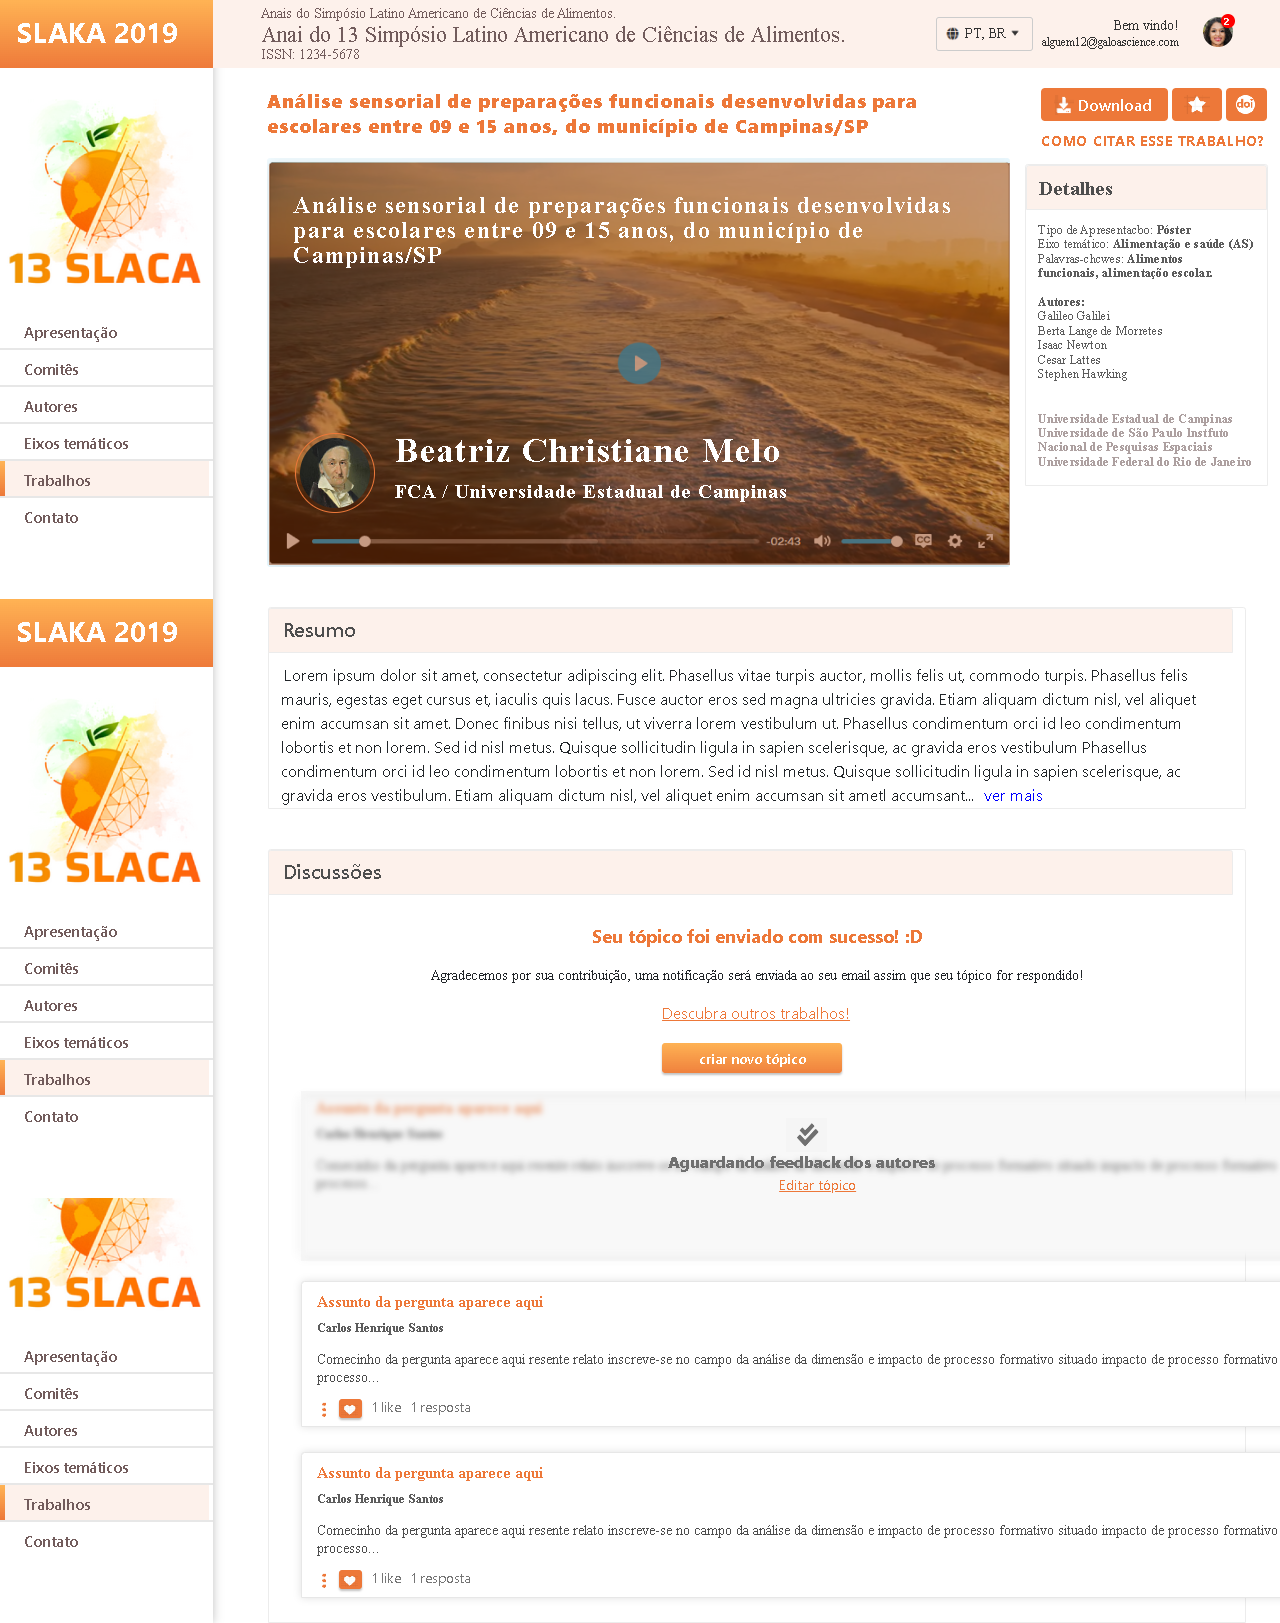 SLAKA 2019
Anais do Simpósio Latino Americano de Ciências de Alimentos.
Anai do 13 Simpósio Latino Americano de Ciências de Alimentos.
ISSN: 1234-5678
PT, BR
Bem vindo!
alguem12@galoascience.com
2
13 SLACA
Apresentação
Comitês
Autores
Eixos temáticos
Trabalhos
Contato
Análise sensorial de preparações funcionais desenvolvidas para
escolares entre 09 e 15 anos, do município de Campinas/SP
Download
doi
COMO CITAR ESSE TRABALHO?
Análise sensorial de preparações funcionais desenvolvidas
para escolares entre 09 e 15 anos, do município de
Campinas/SP
Beatriz Christiane Melo
FCA / Universidade Estadual de Campinas
-02:43
CC
Detalhes
Tipo de Apresentacbo: Póster
Eixo temático: Alimentação e saúde (AS)
Palavras-chcwes: Alimentos
funcionais, alimentação escolar.
Autores:
Galileo Galilei
Berta Lange de Morretes
Isaac Newton
Cesar Lattes
Stephen Hawking
Universidade Estadual de Campinas
Universidade de São Paulo Instfuto
Nacional de Pesquisas Espaciais
Universidade Federal do Rio de Janeiro
SLAKA 2019
13 SLACA
Apresentação
Comitês
Autores
Eixos temáticos
Trabalhos
Contato
Resumo
Lorem ipsum dolor sit amet, consectetur adipiscing elit. Phasellus vitae turpis auctor, mollis felis ut, commodo turpis. Phasellus felis
mauris, egestas eget cursus et, iaculis quis lacus. Fusce auctor eros sed magna ultricies gravida. Etiam aliquam dictum nisl, vel aliquet
enim accumsan sit amet. Donec finibus nisi tellus, ut viverra lorem vestibulum ut. Phasellus condimentum orci id leo condimentum
lobortis et non lorem. Sed id nisl metus. Quisque sollicitudin ligula in sapien scelerisque, ac gravida eros vestibulum Phasellus
condimentum orci id leo condimentum lobortis et non lorem. Sed id nisl metus. Quisque sollicitudin ligula in sapien scelerisque, ac
gravida eros vestibulum. Etiam aliquam dictum nisl, vel aliquet enim accumsan sit ametl accumsant... ver mais
Discussões
Seu tópico foi enviado com sucesso! :D
Agradecemos por sua contribuição, uma notificação será enviada ao seu email assim que seu tópico for respondido!
Descubra outros trabalhos!
criar novo tópico
Assunto da pergunta aparece aqui
Carlos Henrique Santos
Aguardando feedback dos autores
Editar tópico
13 SLACA
Apresentação
Comitês
Autores
Eixos temáticos
Trabalhos
Contato
Assunto da pergunta aparece aqui
Carlos Henrique Santos
Comecinho da pergunta aparece aqui resente relato inscreve-se no campo da análise da dimensão e impacto de processo formativo situado impacto de processo formativo
processo...
1 like 1 resposta
Assunto da pergunta aparece aqui
Carlos Henrique Santos
Comecinho da pergunta aparece aqui resente relato inscreve-se no campo da análise da dimensão e impacto de processo formativo situado impacto de processo formativo
processo...
1 like 1 resposta